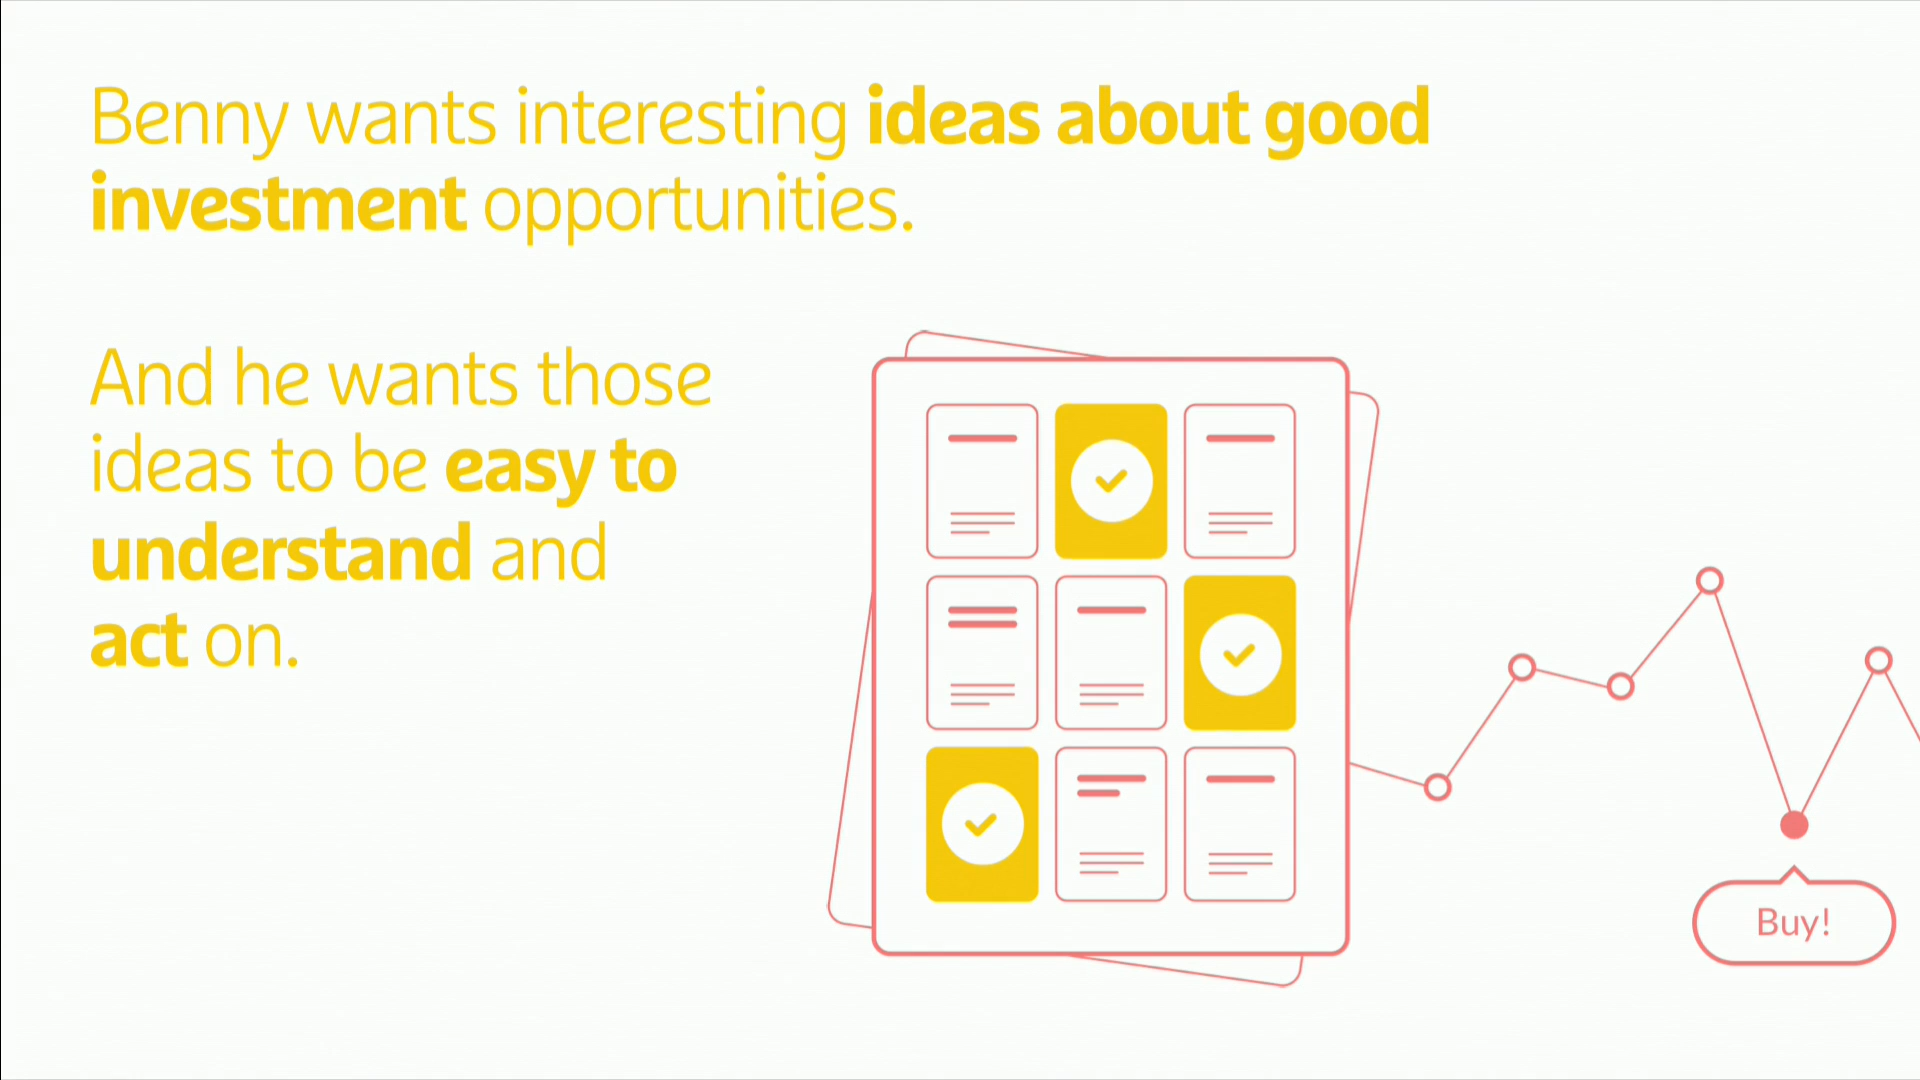 Benny wants interesting ideas about good
investment opportunities.
And he wants those
ideas to be easy to
understand and
act on.
Buy!